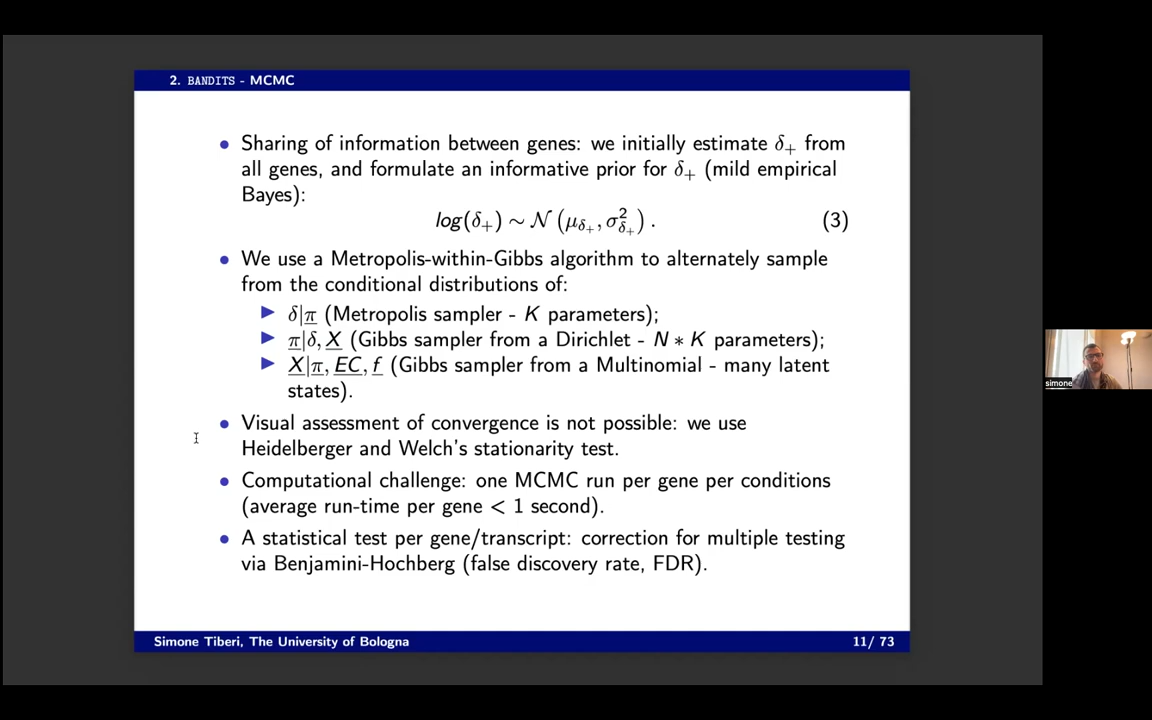 2. BANDITS - MCMC
• Sharing of information between genes: we initially estimate δ₊ from
all genes, and formulate an informative prior for δ₊ (mild empirical
Bayes):
log(δ₊) ∼ 𝒩 (μ_δ₊, σ²_δ₊) . (3)
• We use a Metropolis-within-Gibbs algorithm to alternately sample
from the conditional distributions of:
▶ δ|π (Metropolis sampler - K parameters);
▶ π|δ, X (Gibbs sampler from a Dirichlet - N ∗ K parameters);
▶ X|π, EC, f (Gibbs sampler from a Multinomial - many latent
states).
• Visual assessment of convergence is not possible: we use
Heidelberger and Welch's stationarity test.
• Computational challenge: one MCMC run per gene per conditions
(average run-time per gene < 1 second).
• A statistical test per gene/transcript: correction for multiple testing
via Benjamini-Hochberg (false discovery rate, FDR).
Simone Tiberi, The University of Bologna 11/ 73
simone